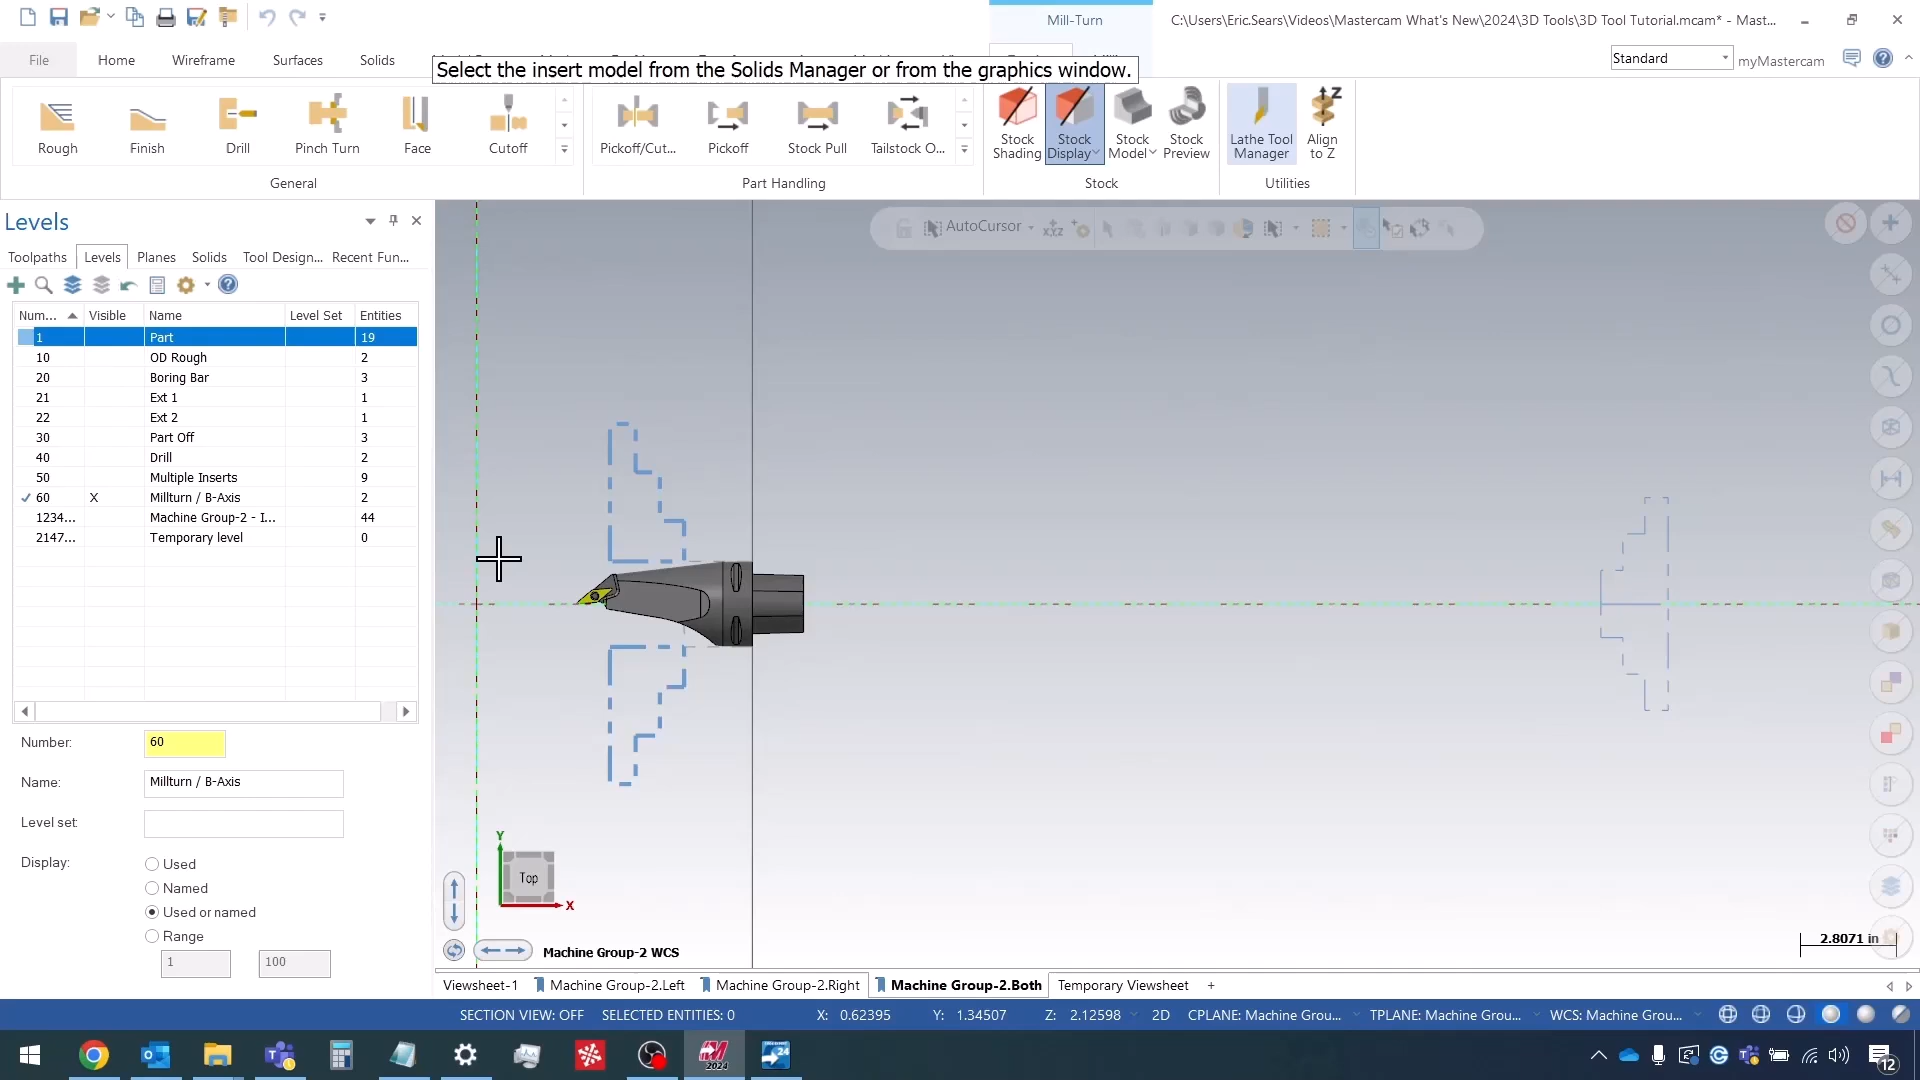 Mill-Turn
C:\Users\Eric.Sears\Videos\Mastercam What's New\2024\3D Tools\3D Tool Tutorial.mcam* - Mast...
File
Home
Wireframe
Surfaces
Solids
Select the insert model from the Solids Manager or from the graphics window.
Standard
myMastercam
Rough
Finish
Drill
Pinch Turn
Face
Cutoff
General
Pickoff/Cut...
Pickoff
Stock Pull
Tailstock O...
Part Handling
Stock Shading
Stock Display
Stock Model
Stock Preview
Stock
Lathe Tool Manager
Z
Align to Z
Utilities
Levels
Toolpaths
Levels
Planes
Solids
Tool Design...
Recent Fun...
Num... Visible Name Level Set Entities
1 Part 19
10 OD Rough 2
20 Boring Bar 3
21 Ext 1 1
22 Ext 2 1
30 Part Off 3
40 Drill 2
50 Multiple Inserts 9
60 X Millturn / B-Axis 2
1234... Machine Group-2 - I... 44
2147... Temporary level 0
Number: 60
Name: Millturn / B-Axis
Level set:
Display:
Used
Named
Used or named
Range
1 100
AutoCursor
XYZ
Y
Top
X
Machine Group-2 WCS
2.8071 in
Viewsheet-1
Machine Group-2.Left
Machine Group-2.Right
Machine Group-2.Both
Temporary Viewsheet
+
SECTION VIEW: OFF SELECTED ENTITIES: 0 X: 0.62395 Y: 1.34507 Z: 2.12598 2D CPLANE: Machine Grou... TPLANE: Machine Grou... WCS: Machine Grou...
2024
24
12